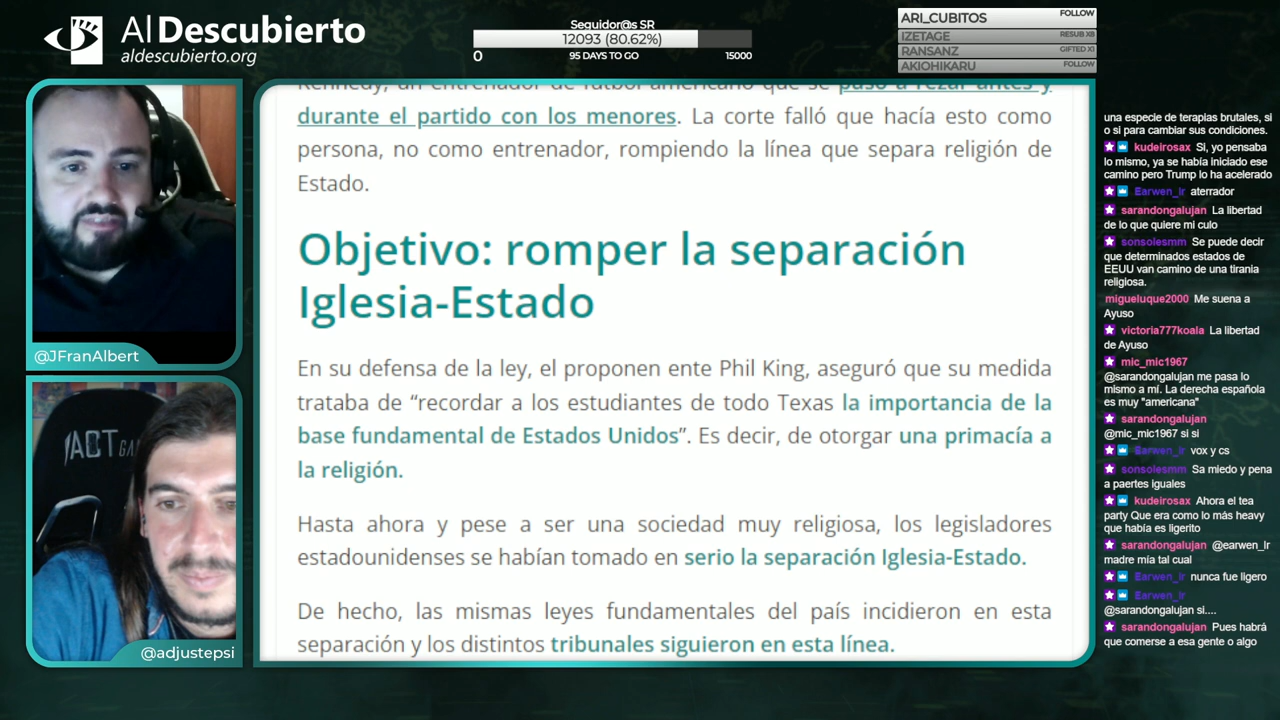 Al Descubierto
aldescubierto.org
Seguidor@s SR
12093 (80.62%)
0
95 DAYS TO GO
15000
ARI_CUBITOS FOLLOW
IZETAGE RESUB X8
RANSANZ GIFTED X1
AKIOHIKARU FOLLOW
@JFranAlbert
@adjustepsi
Kennedy, un entrenador de fútbol americano que se puso a rezar antes y
durante el partido con los menores. La corte falló que hacía esto como
persona, no como entrenador, rompiendo la línea que separa religión de
Estado.
Objetivo: romper la separación
Iglesia-Estado
En su defensa de la ley, el proponen ente Phil King, aseguró que su medida
trataba de “recordar a los estudiantes de todo Texas la importancia de la
base fundamental de Estados Unidos”. Es decir, de otorgar una primacía a
la religión.
Hasta ahora y pese a ser una sociedad muy religiosa, los legisladores
estadounidenses se habían tomado en serio la separación Iglesia-Estado.
De hecho, las mismas leyes fundamentales del país incidieron en esta
separación y los distintos tribunales siguieron en esta línea.
una especie de terapias brutales, si
o si para cambiar sus condiciones.
kudeirosax Si, yo pensaba
lo mismo, ya se había iniciado ese
camino pero Trump lo ha acelerado
Earwen_lr aterrador
sarandongalujan La libertad
de lo que quiere mi culo
sonsolesmm Se puede decir
que determinados estados de
EEUU van camino de una tirania
religiosa.
migueluque2000 Me suena a
Ayuso
victoria777koala La libertad
de Ayuso
mic_mic1967
@sarandongalujan me pasa lo
mismo a mí. La derecha española
es muy "americana"
sarandongalujan
@mic_mic1967 si si
Earwen_lr vox y cs
sonsolesmm Sa miedo y pena
a paertes iguales
kudeirosax Ahora el tea
party Que era como lo más heavy
que había es ligerito
sarandongalujan @earwen_lr
madre mía tal cual
Earwen_lr nunca fue ligero
Earwen_lr
@sarandongalujan si....
sarandongalujan Pues habrá
que comerse a esa gente o algo